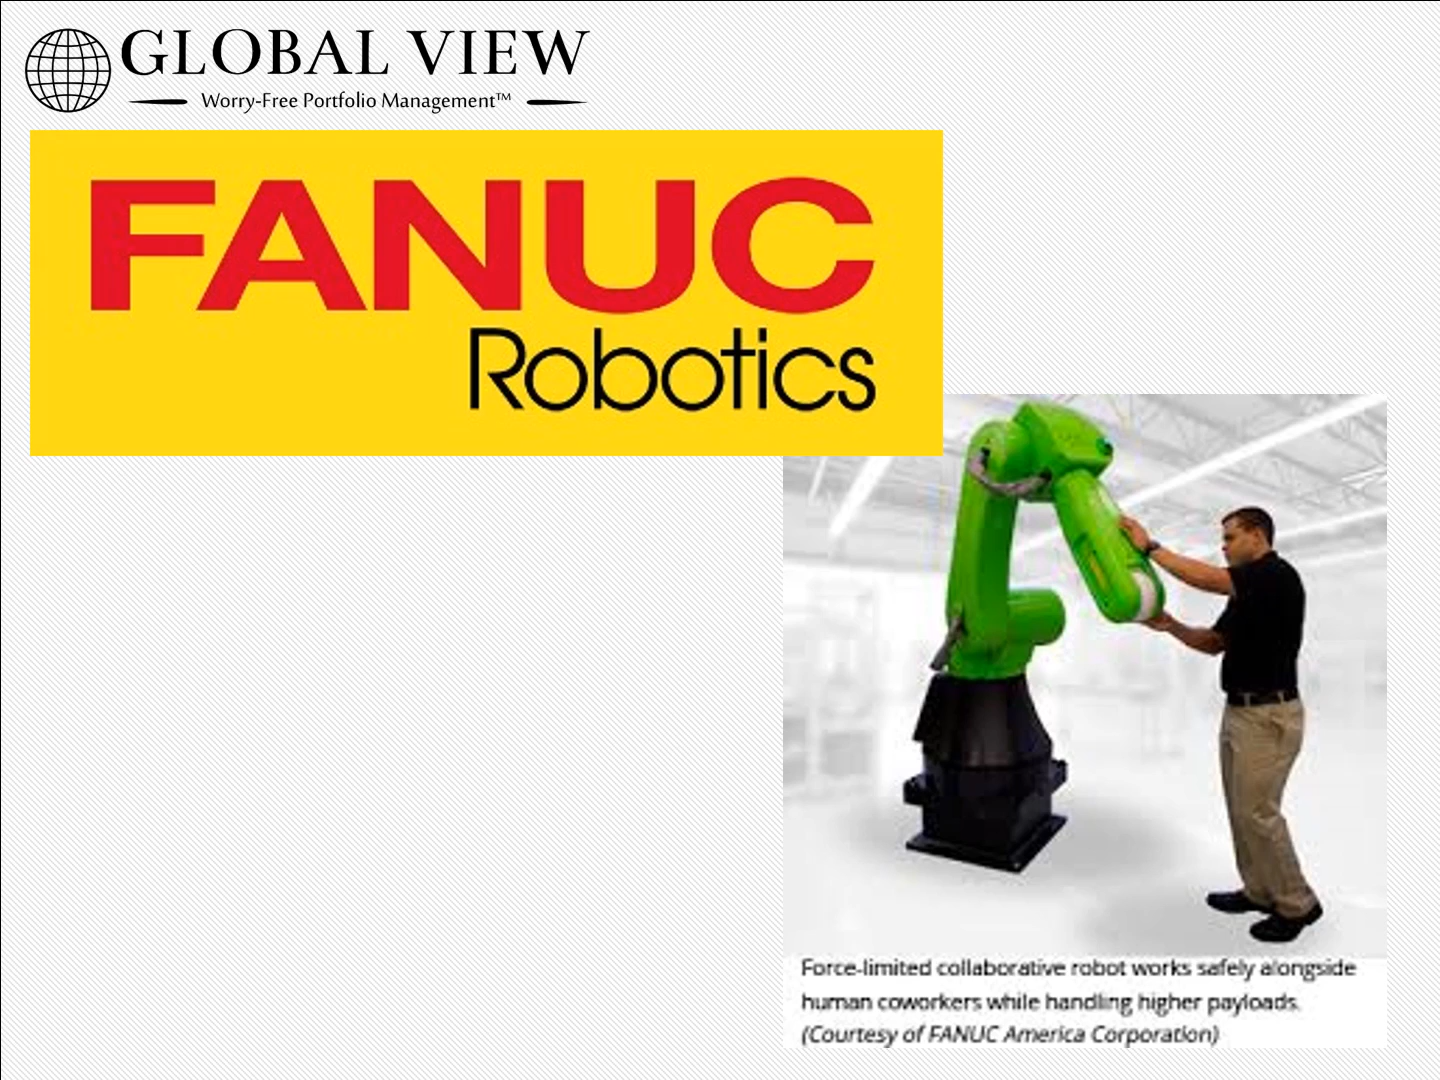 GLOBAL VIEW
Worry-Free Portfolio Management™
FANUC
Robotics
Force-limited collaborative robot works safely alongside
human coworkers while handling higher payloads.
(Courtesy of FANUC America Corporation)